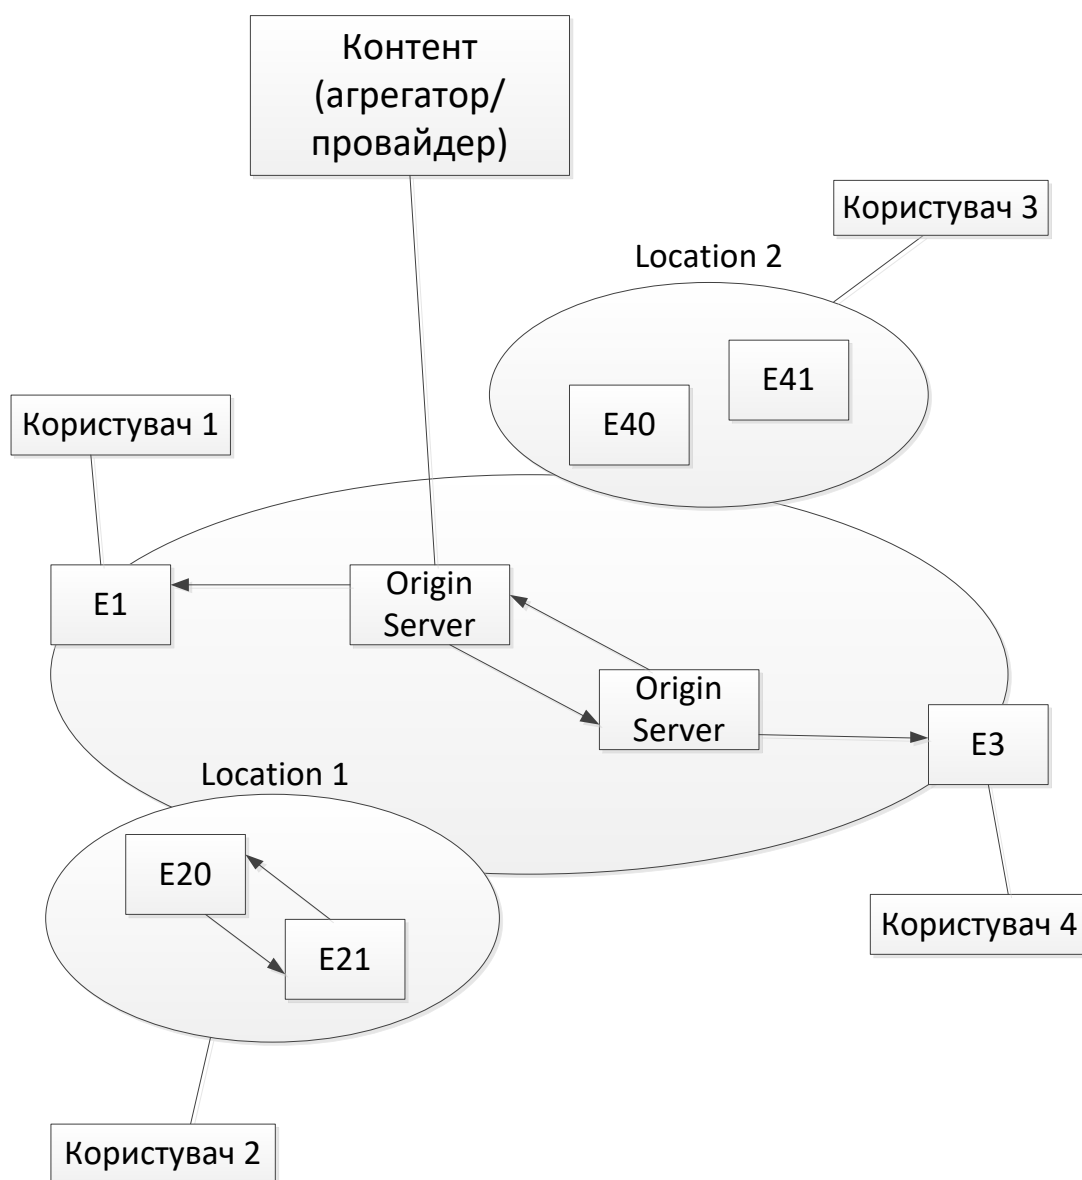 Контент
(агрегатор/
провайдер)
Користувач 3
Location 2
E41
E40
Користувач 1
E1
Origin
Server
Origin
Server
E3
Location 1
E20
E21
Користувач 4
Користувач 2